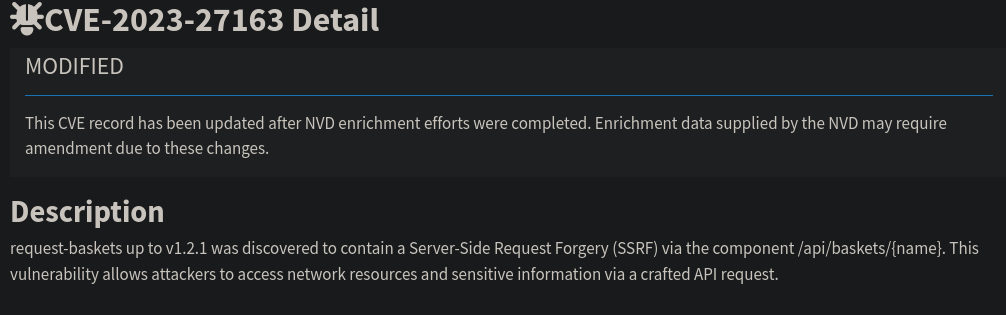 CVE-2023-27163 Detail
MODIFIED
This CVE record has been updated after NVD enrichment efforts were completed. Enrichment data supplied by the NVD may require
amendment due to these changes.
Description
request-baskets up to v1.2.1 was discovered to contain a Server-Side Request Forgery (SSRF) via the component /api/baskets/{name}. This
vulnerability allows attackers to access network resources and sensitive information via a crafted API request.